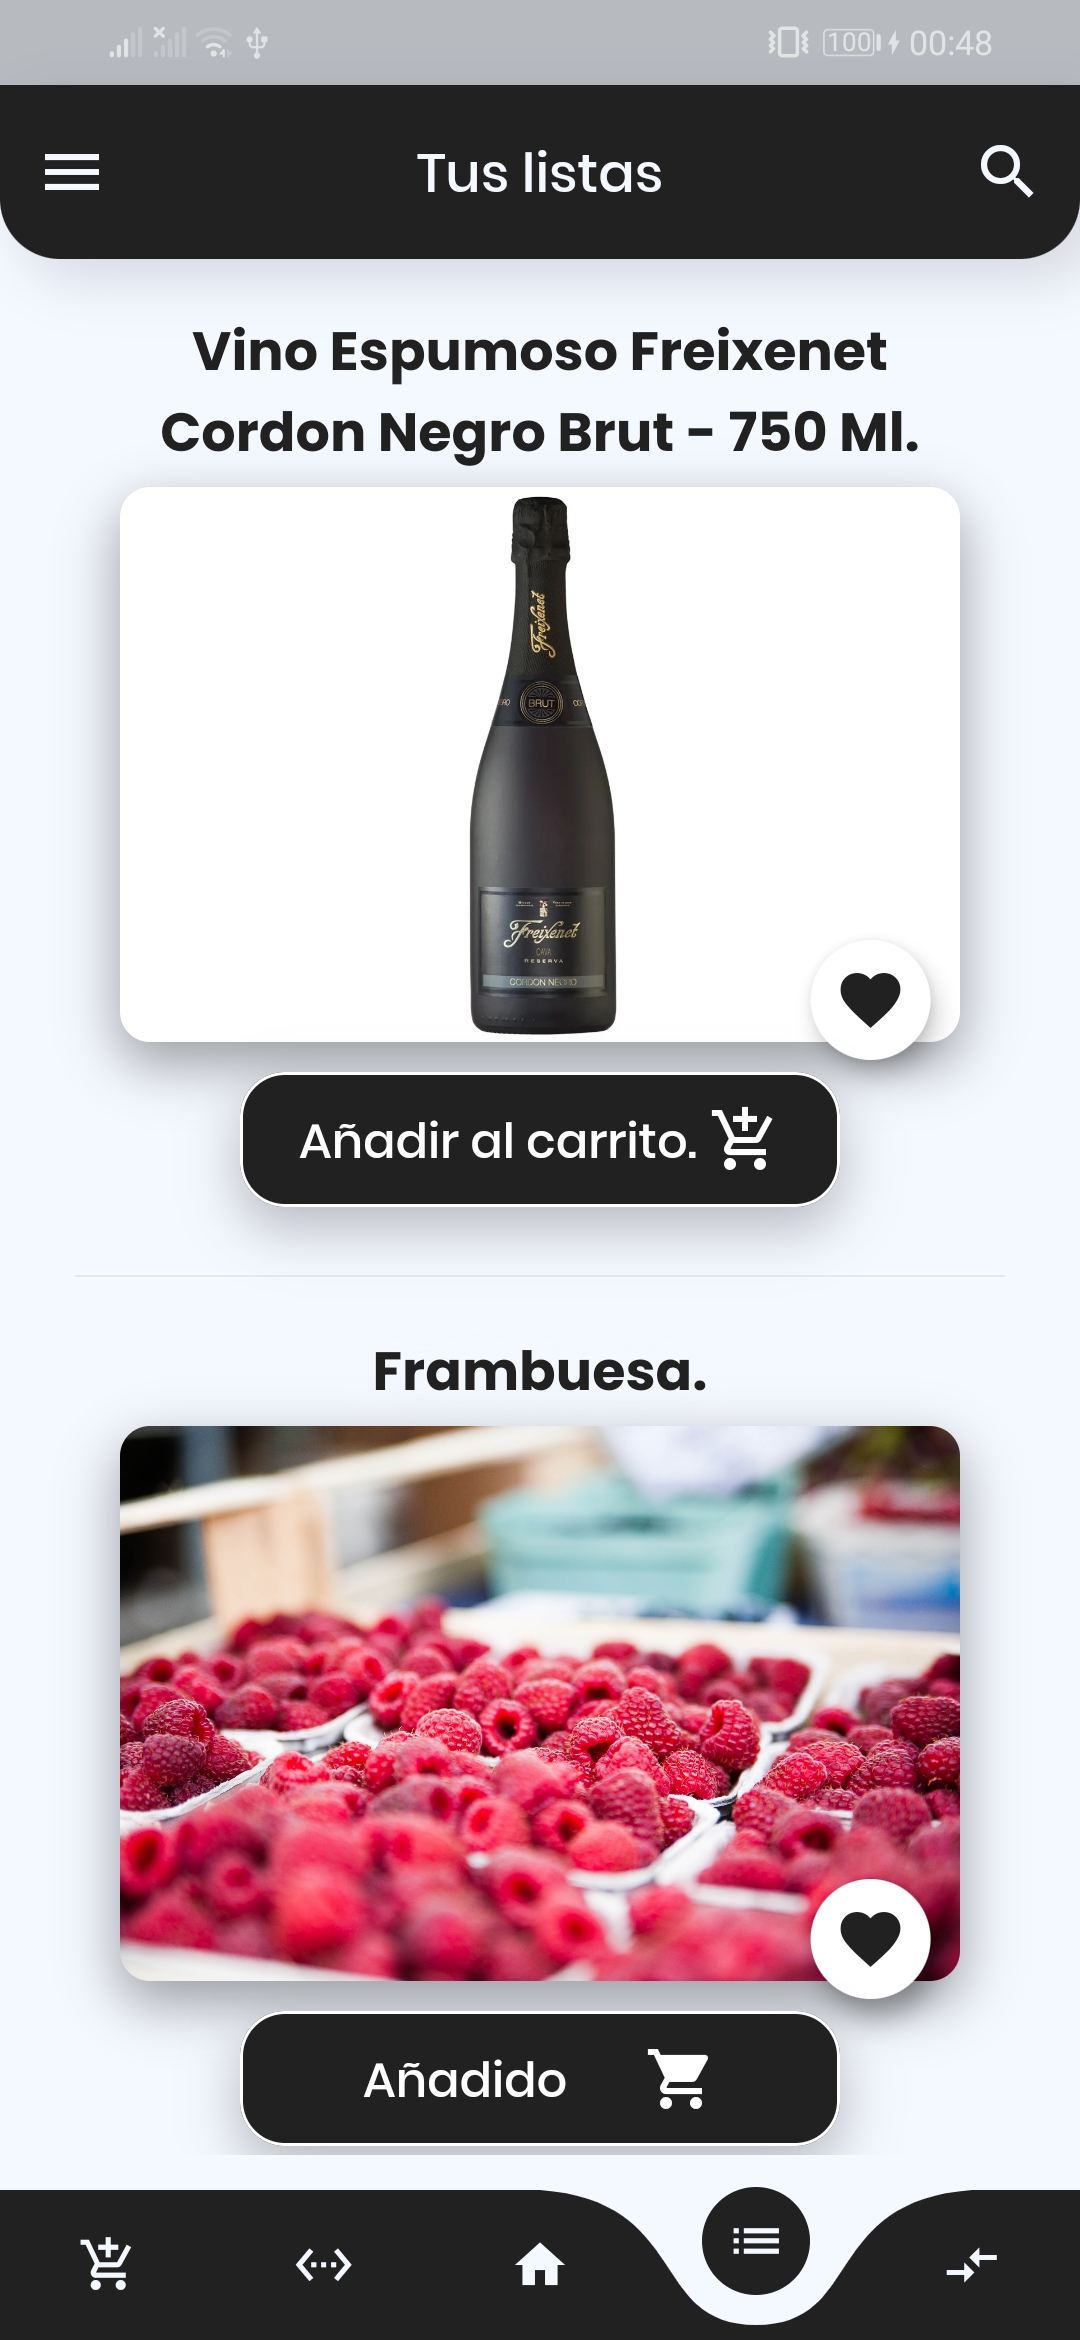 100 00:48
Tus listas
Vino Espumoso Freixenet
Cordon Negro Brut - 750 Ml.
Freixenet
BRUT
Freixenet
CAVA
RESERVA
CORDON NEGRO
Añadir al carrito.
Frambuesa.
Añadido